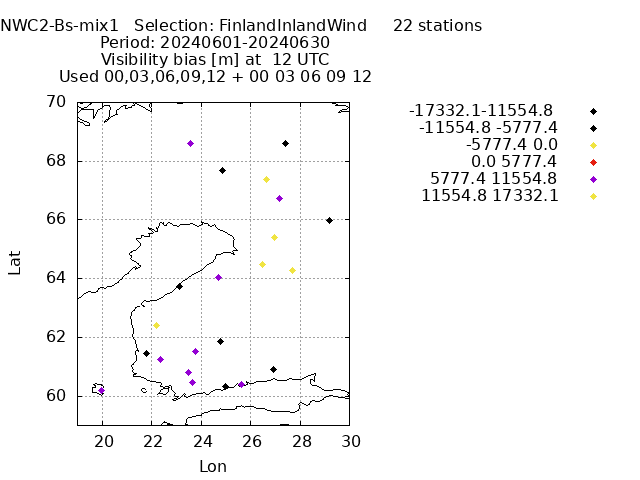 NWC2-Bs-mix1 Selection: FinlandInlandWind 22 stations
Period: 20240601-20240630
Visibility bias [m] at 12 UTC
Used 00,03,06,09,12 + 00 03 06 09 12
-17332.1-11554.8
-11554.8 -5777.4
-5777.4 0.0
0.0 5777.4
5777.4 11554.8
11554.8 17332.1
70
68
66
64
62
60
Lat
20 22 24 26 28 30
Lon